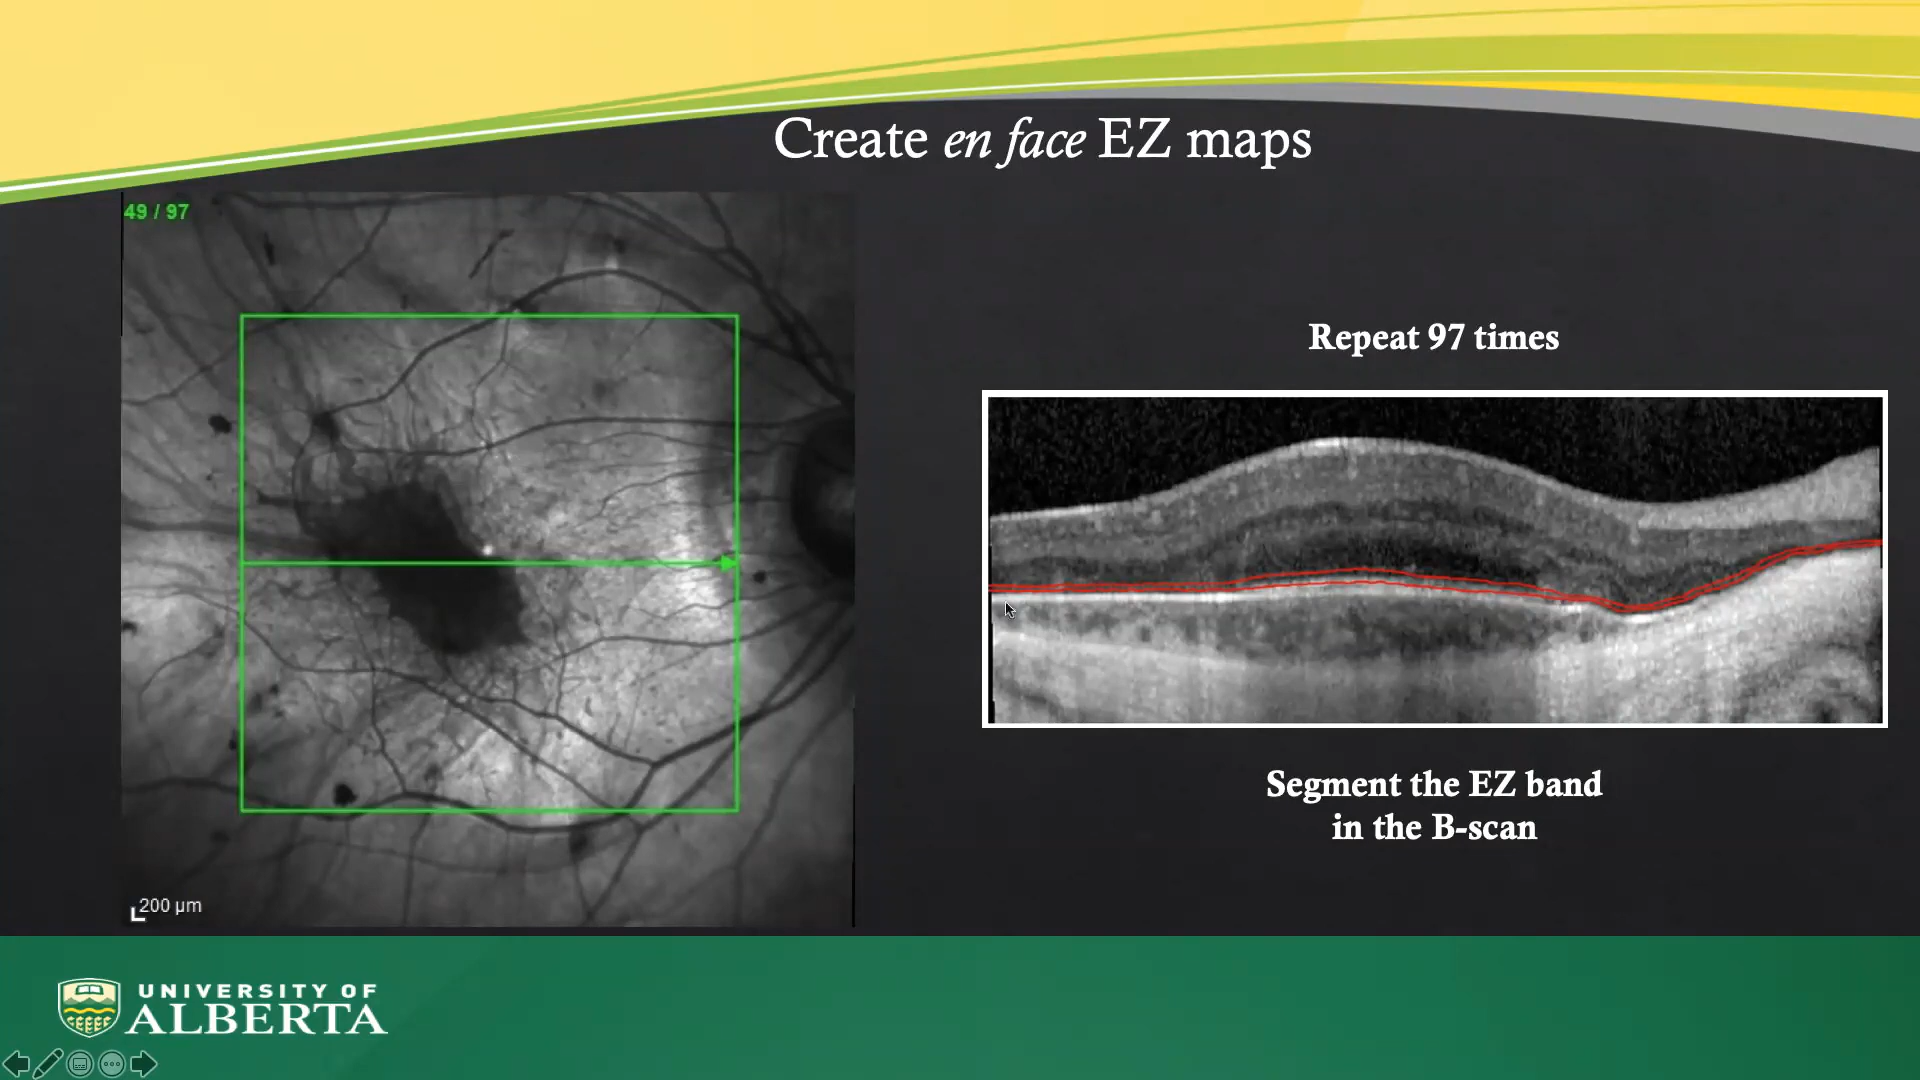 Create en face EZ maps
49 / 97
Repeat 97 times
Segment the EZ band
in the B-scan
200 µm
UNIVERSITY OF
ALBERTA